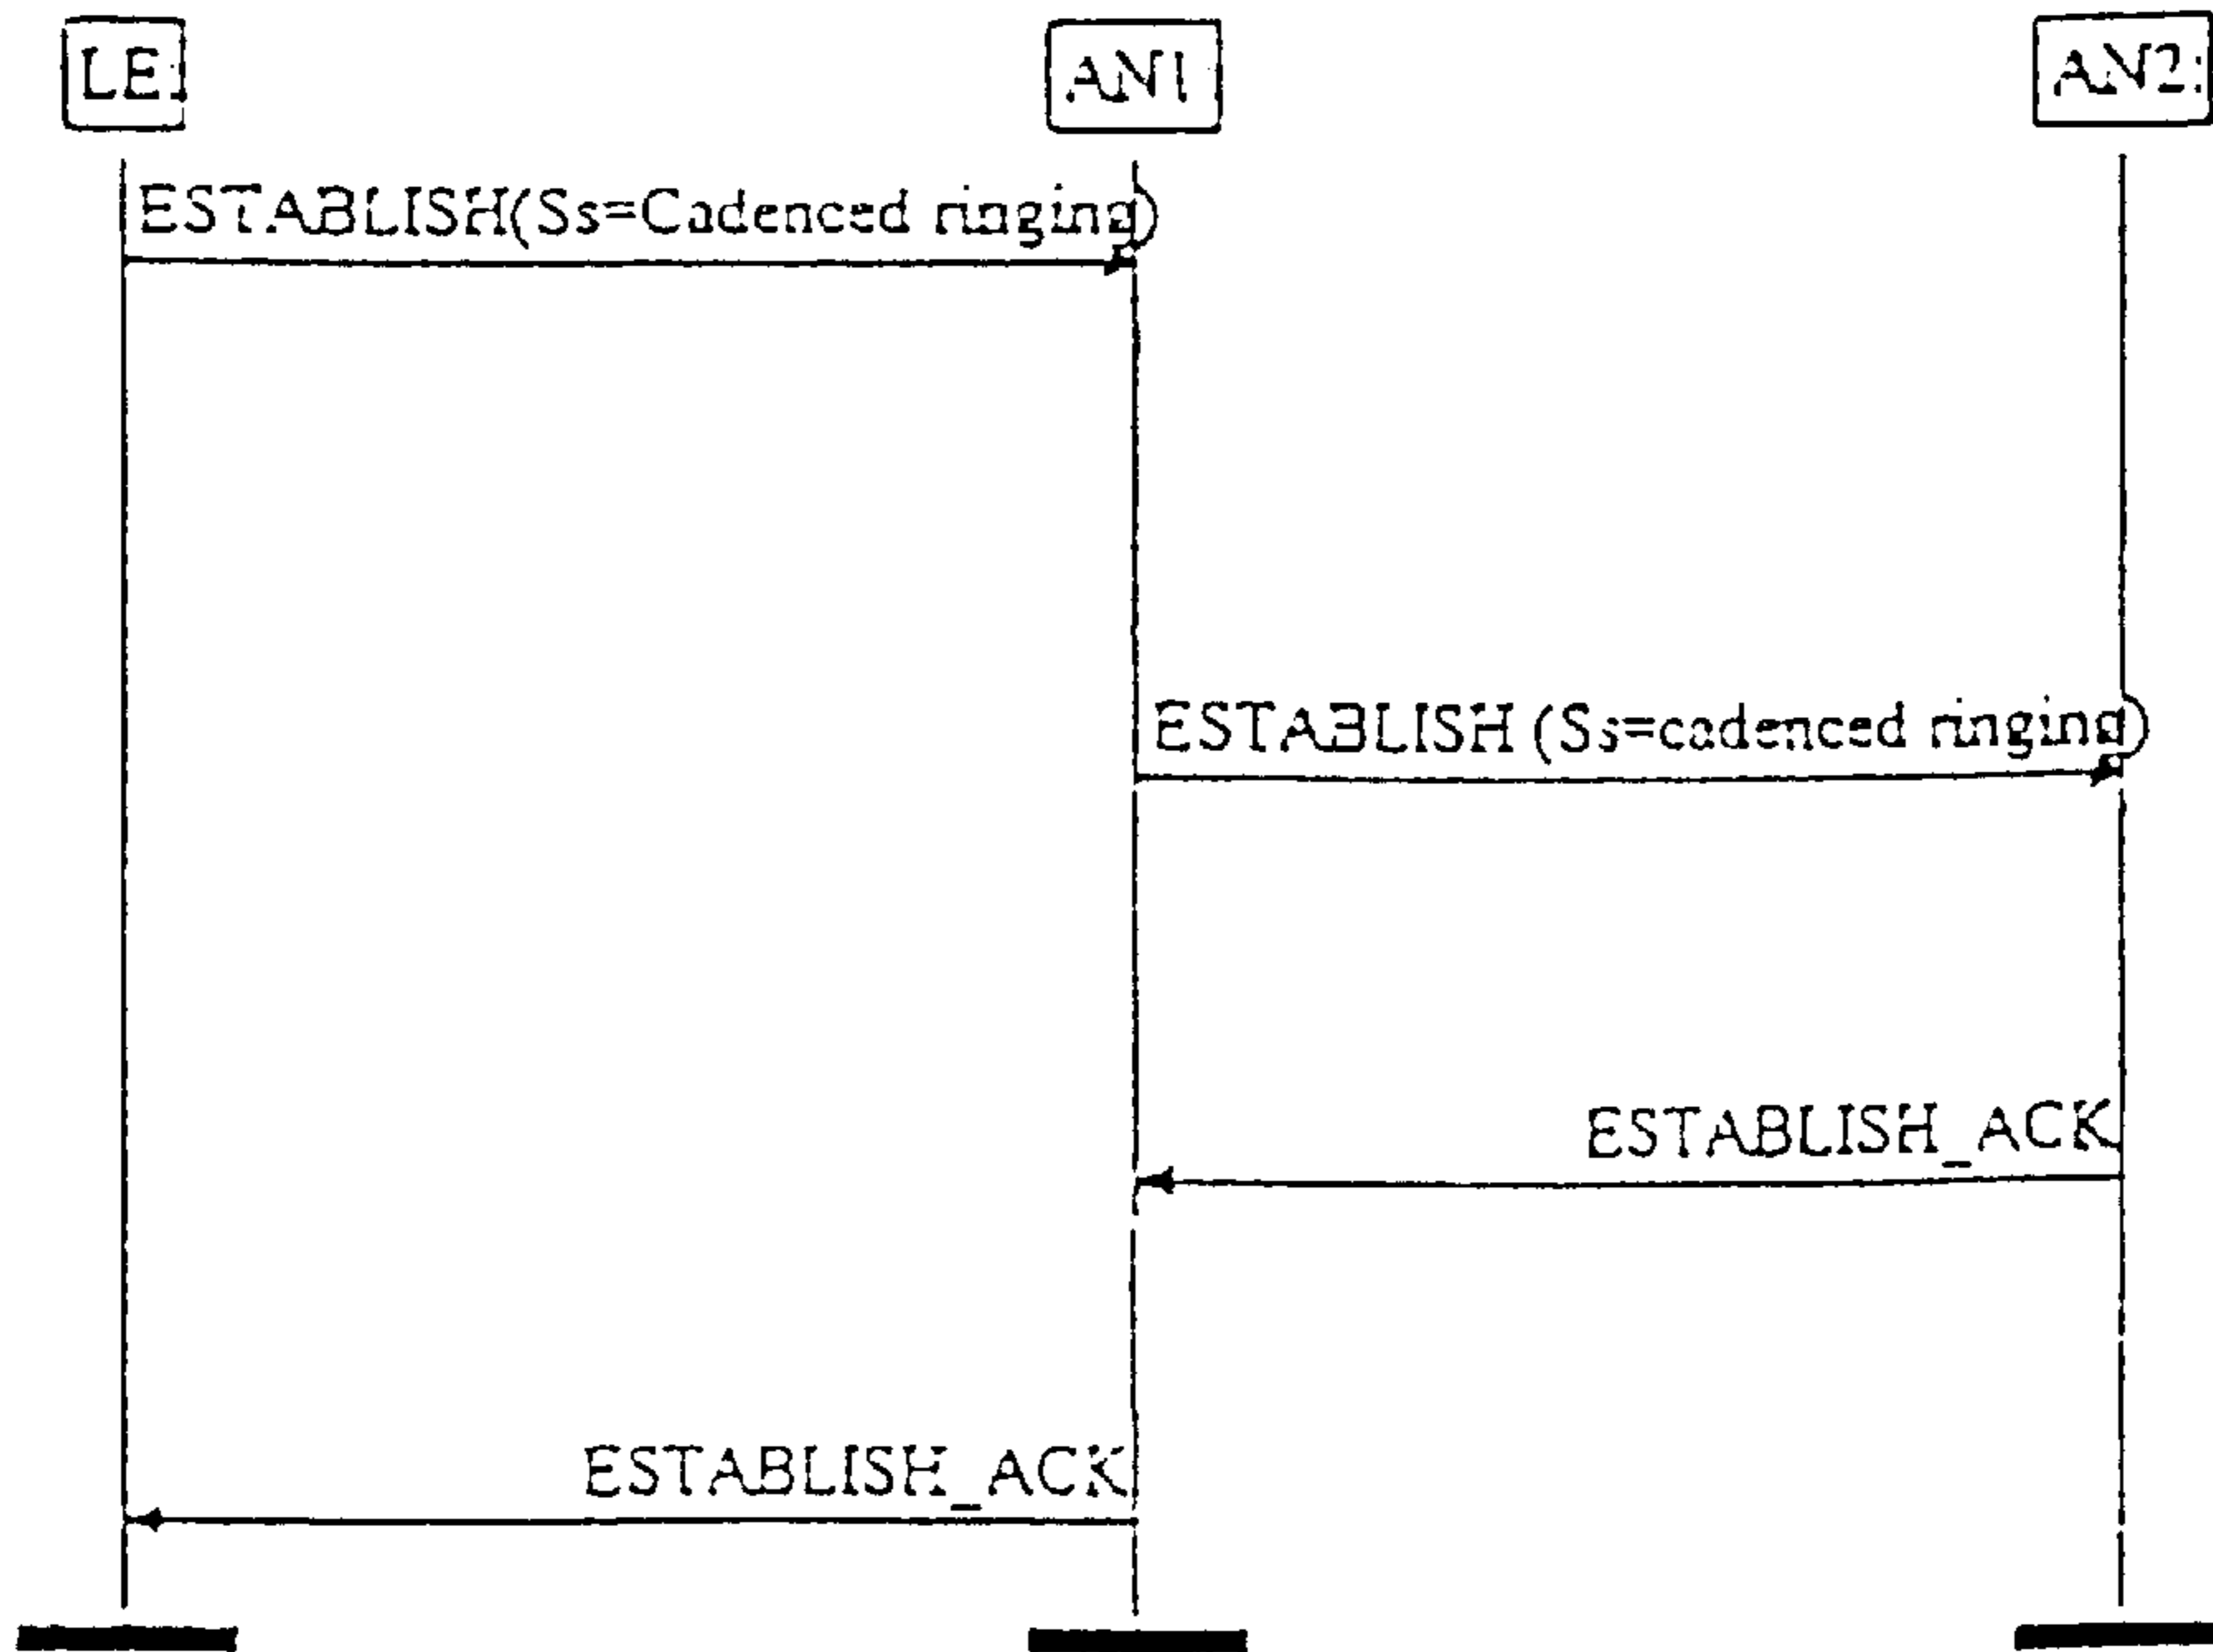 LE
AN1
AN2
ESTABLISH(Ss=Cadenced ringing)
ESTABLISH (Ss=cadenced ringing)
ESTABLISH_ACK
ESTABLISH_ACK